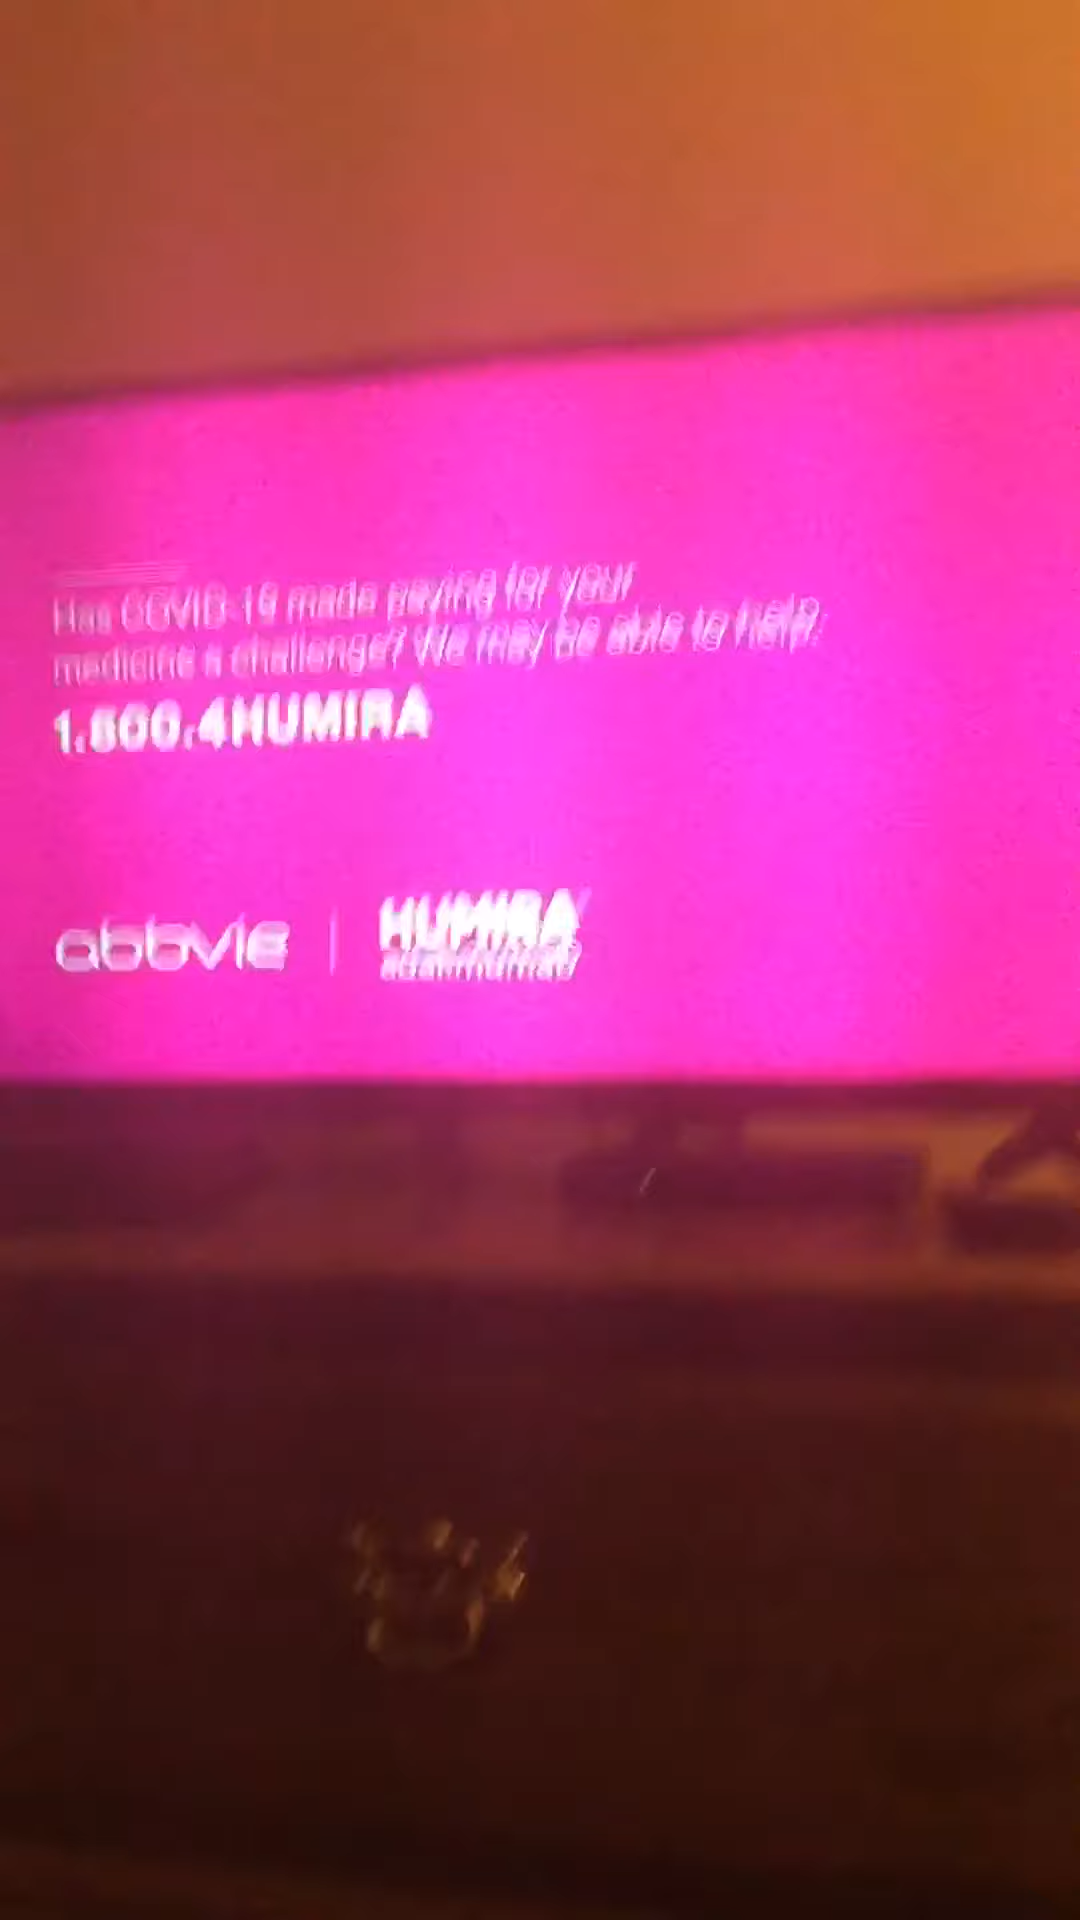 Has COVID-19 made paying for your
medicine a challenge? We may be able to help.
1.800.4HUMIRA
abbvie
HUMIRA
adalimumab